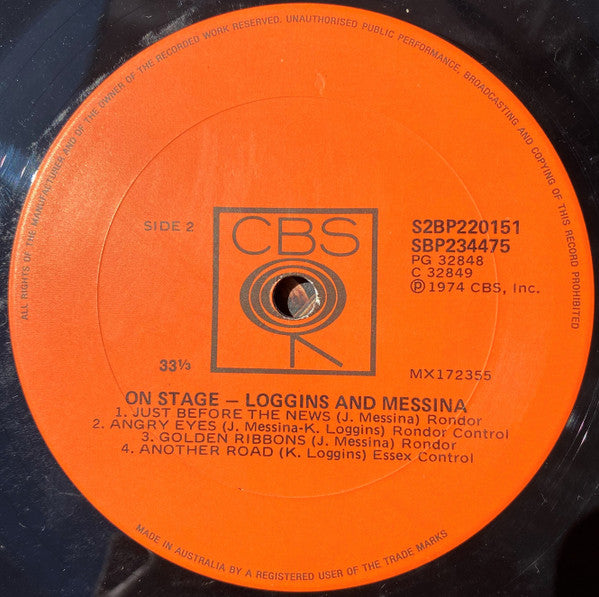 ALL RIGHTS OF THE MANUFACTURER AND OF THE OWNER OF THE RECORDED WORK RESERVED. UNAUTHORISED PUBLIC PERFORMANCE, BROADCASTING AND COPYING OF THIS RECORD PROHIBITED
SIDE 2
CBS
S2BP220151
SBP234475
PG 32848
C 32849
℗ 1974 CBS, Inc.
33⅓
MX172355
ON STAGE — LOGGINS AND MESSINA
1. JUST BEFORE THE NEWS (J. Messina) Rondor
2. ANGRY EYES (J. Messina-K. Loggins) Rondor Control
3. GOLDEN RIBBONS (J. Messina) Rondor
4. ANOTHER ROAD (K. Loggins) Essex Control
MADE IN AUSTRALIA BY A REGISTERED USER OF THE TRADE MARKS